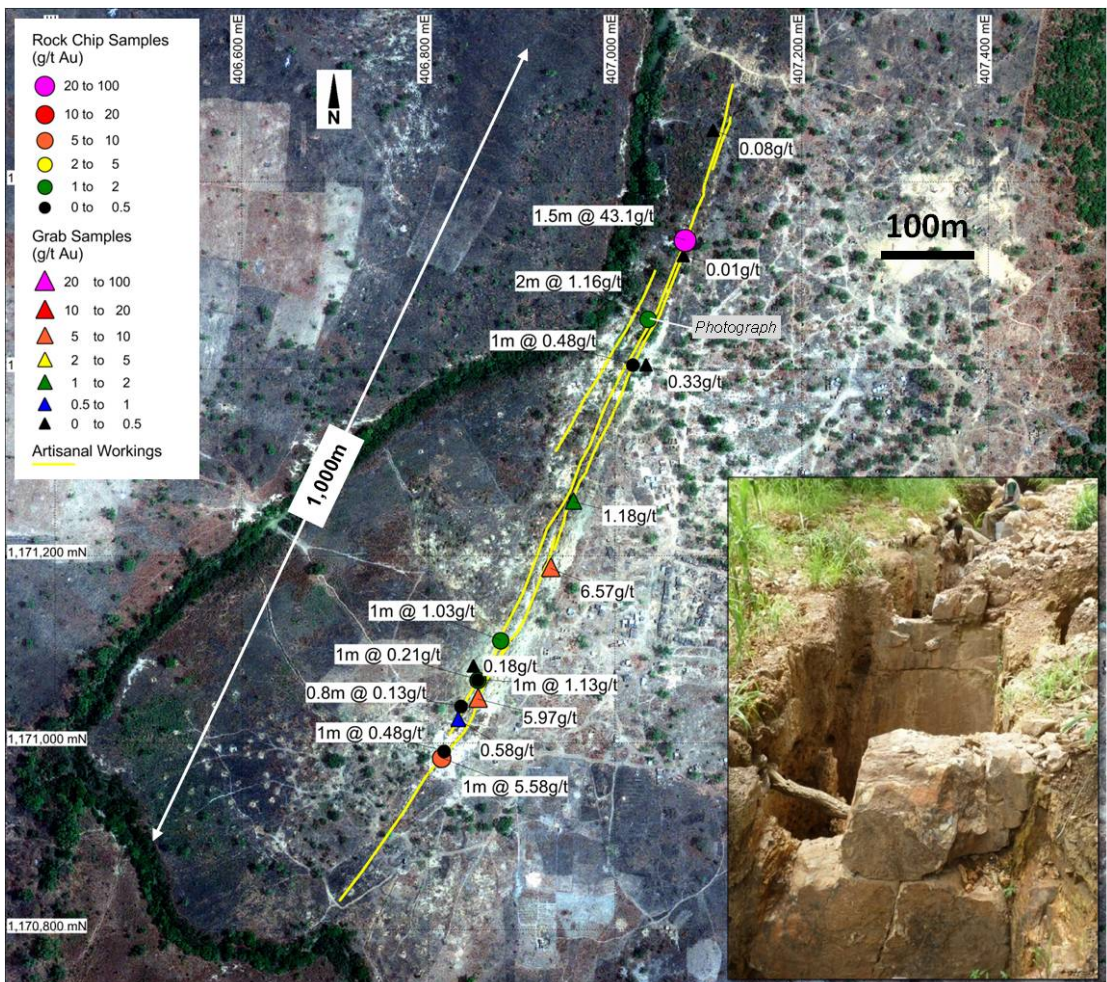 406,600 mE
406,800 mE
407,000 mE
407,200 mE
407,400 mE
Rock Chip Samples
(g/t Au)
20 to 100
10 to 20
5 to 10
2 to 5
1 to 2
0 to 0.5
Grab Samples
(g/t Au)
20 to 100
10 to 20
5 to 10
2 to 5
1 to 2
0.5 to 1
0 to 0.5
Artisanal Workings
N
1,000m
100m
0.08g/t
1.5m @ 43.1g/t
0.01g/t
2m @ 1.16g/t
Photograph
1m @ 0.48g/t
0.33g/t
1.18g/t
1,171,200 mN
6.57g/t
1m @ 1.03g/t
1m @ 0.21g/t
0.18g/t
1m @ 1.13g/t
0.8m @ 0.13g/t
5.97g/t
1m @ 0.48g/t
1,171,000 mN
0.58g/t
1m @ 5.58g/t
1,170,800 mN